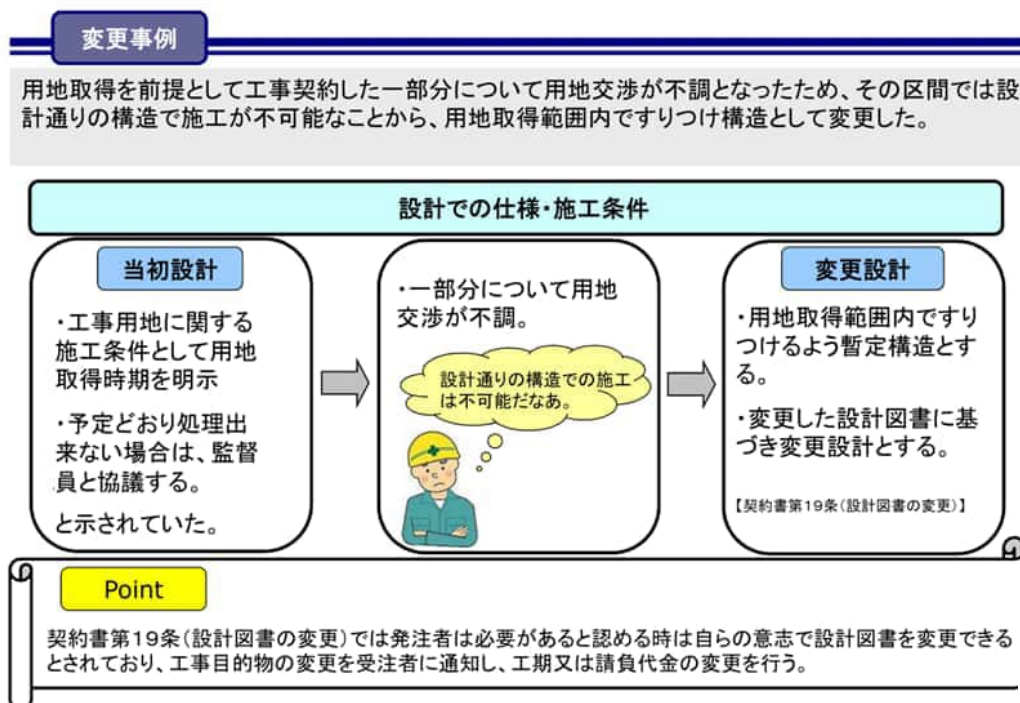 変更事例
用地取得を前提として工事契約した一部分について用地交渉が不調となったため、その区間では設
計通りの構造で施工が不可能なことから、用地取得範囲内ですりつけ構造として変更した。
設計での仕様・施工条件
当初設計
・工事用地に関する
施工条件として用地
取得時期を明示
・予定どおり処理出
来ない場合は、監督
員と協議する。
と示されていた。
・一部分について用地
交渉が不調。
設計通りの構造での施工
は不可能だなあ。
変更設計
・用地取得範囲内ですり
つけるよう暫定構造とす
る。
・変更した設計図書に基
づき変更設計とする。
【契約書第19条(設計図書の変更)】
Point
契約書第19条(設計図書の変更)では発注者は必要があると認める時は自らの意志で設計図書を変更できる
とされており、工事目的物の変更を受注者に通知し、工期又は請負代金の変更を行う。